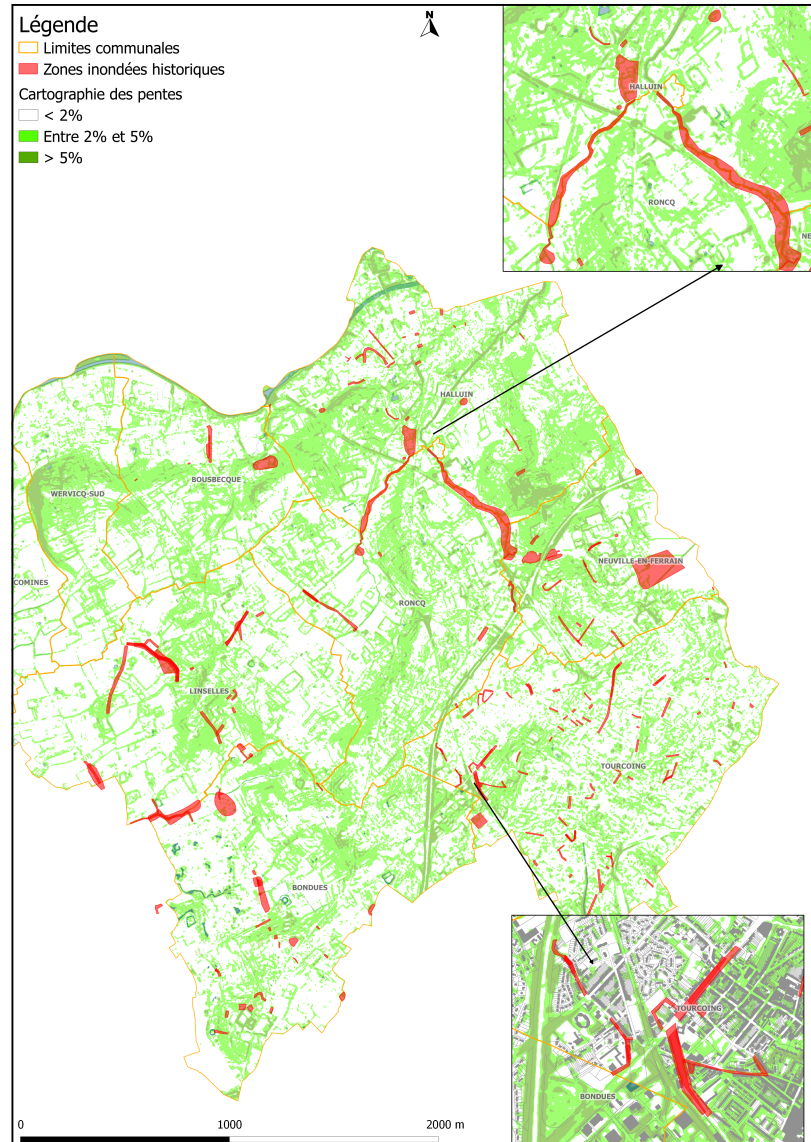 Légende
Limites communales
Zones inondées historiques
Cartographie des pentes
< 2%
Entre 2% et 5%
> 5%
N
HALLUIN
RONCQ
NE
HALLUIN
BOUSBECQUE
WERVICQ-SUD
COMINES
NEUVILLE-EN-FERRAIN
RONCQ
LINSELLES
TOURCOING
BONDUES
TOURCOING
BONDUES
0 1000 2000 m